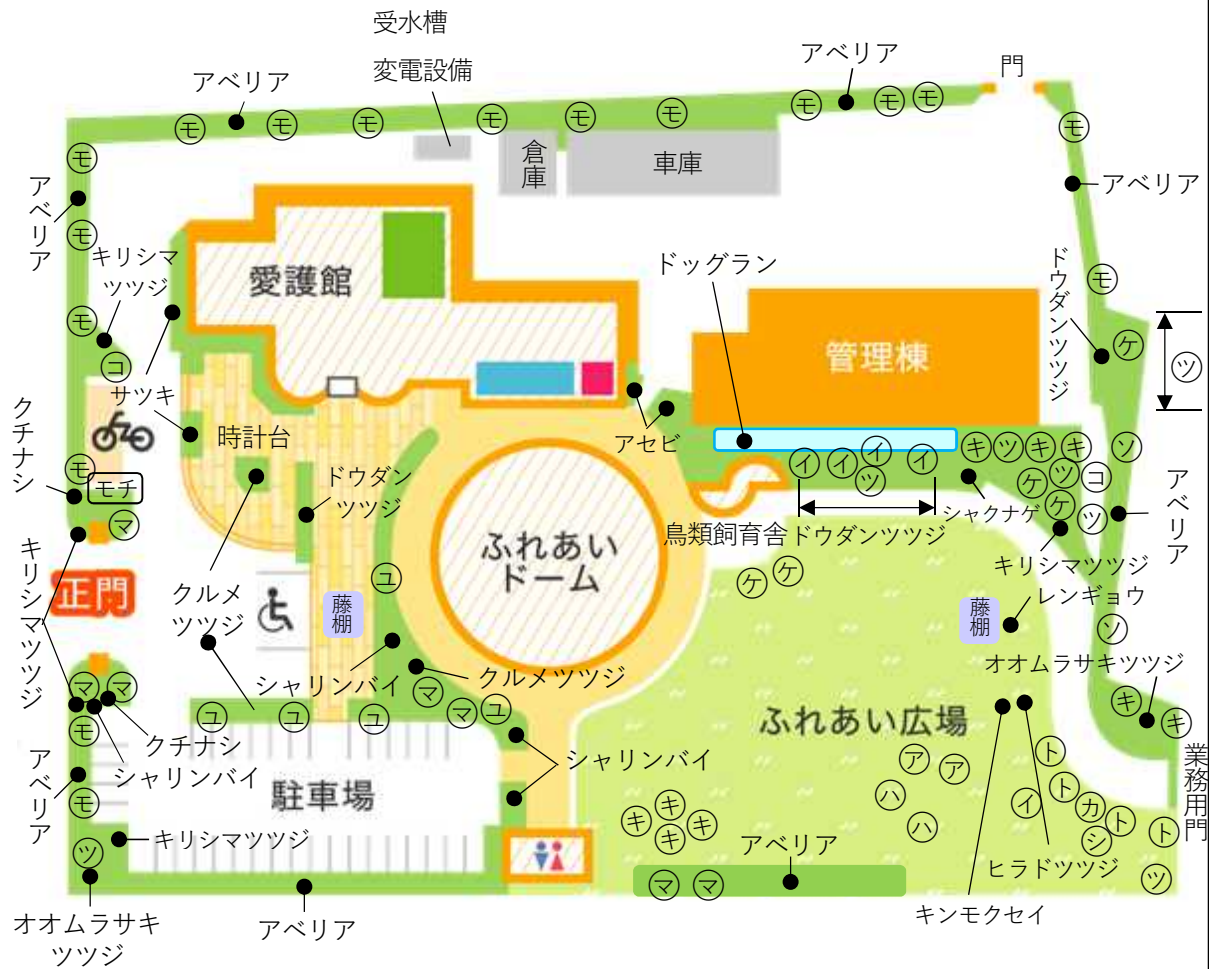 受水槽
変電設備
アベリア
アベリア
門
モ
モ
モ
モ
モ
モ
モ
モ
モ
モ
モ
倉庫
車庫
アベリア
アベリア
モ
キリシマ
ツツジ
愛護館
ドッグラン
ドウダンツツジ
モ
モ
コ
ケ
ツ
管理棟
サツキ
時計台
アセビ
クチナシ
モ
モチ
マ
ドウダン
ツツジ
イ
イ
イ
イ
ツ
キ
ツ
キ
キ
ツ
ケ
ケ
コ
ツ
ソ
アベリア
シャクナゲ
鳥類飼育舎
ドウダンツツジ
キリシマツツジ
キリシマツツジ
正門
クルメ
ツツジ
藤棚
ユ
ふれあい
ドーム
ケ
ケ
藤棚
レンギョウ
ソ
オオムラサキツツジ
シャリンバイ
クルメツツジ
マ
マ
モ
クチナシ
シャリンバイ
ユ
ユ
ユ
マ
マ
ユ
シャリンバイ
ふれあい広場
キ
キ
業務用門
アベリア
モ
駐車場
ア
ア
ハ
ハ
ト
ト
イ
カ
シ
ト
ト
ツ
キ
キ
キ
キ
キリシマツツジ
ツ
アベリア
マ
マ
ヒラドツツジ
キンモクセイ
オオムラサキ
ツツジ
アベリア